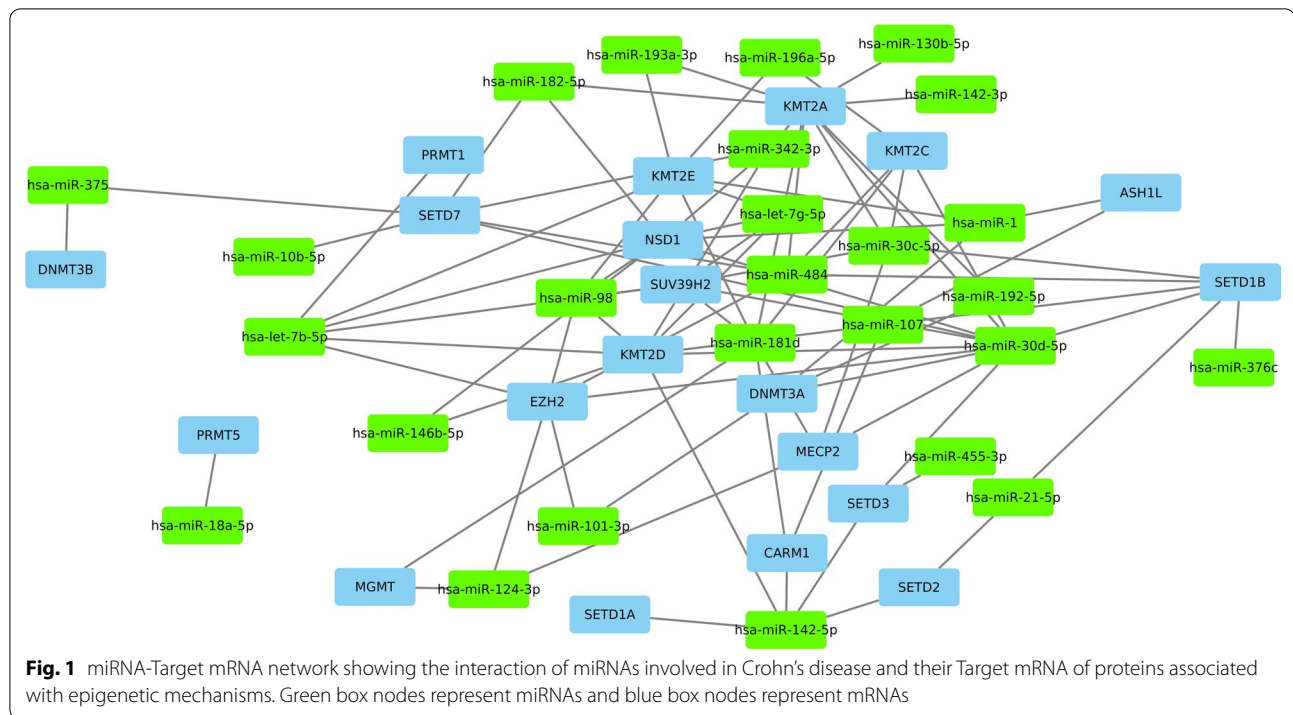 hsa-miR-130b-5p
hsa-miR-193a-3p
hsa-miR-196a-5p
hsa-miR-182-5p
hsa-miR-142-3p
KMT2A
hsa-miR-342-3p
KMT2C
PRMT1
KMT2E
hsa-miR-375
ASH1L
SETD7
hsa-let-7g-5p
hsa-miR-1
NSD1
hsa-miR-30c-5p
hsa-miR-10b-5p
DNMT3B
hsa-miR-484
SUV39H2
SETD1B
hsa-miR-98
hsa-miR-192-5p
hsa-miR-107
hsa-let-7b-5p
hsa-miR-181d
hsa-miR-30d-5p
KMT2D
hsa-miR-376c
DNMT3A
EZH2
hsa-miR-146b-5p
PRMT5
MECP2
hsa-miR-455-3p
hsa-miR-21-5p
SETD3
hsa-miR-18a-5p
hsa-miR-101-3p
CARM1
MGMT
hsa-miR-124-3p
SETD2
SETD1A
hsa-miR-142-5p
Fig. 1 miRNA-Target mRNA network showing the interaction of miRNAs involved in Crohn's disease and their Target mRNA of proteins associated
with epigenetic mechanisms. Green box nodes represent miRNAs and blue box nodes represent mRNAs